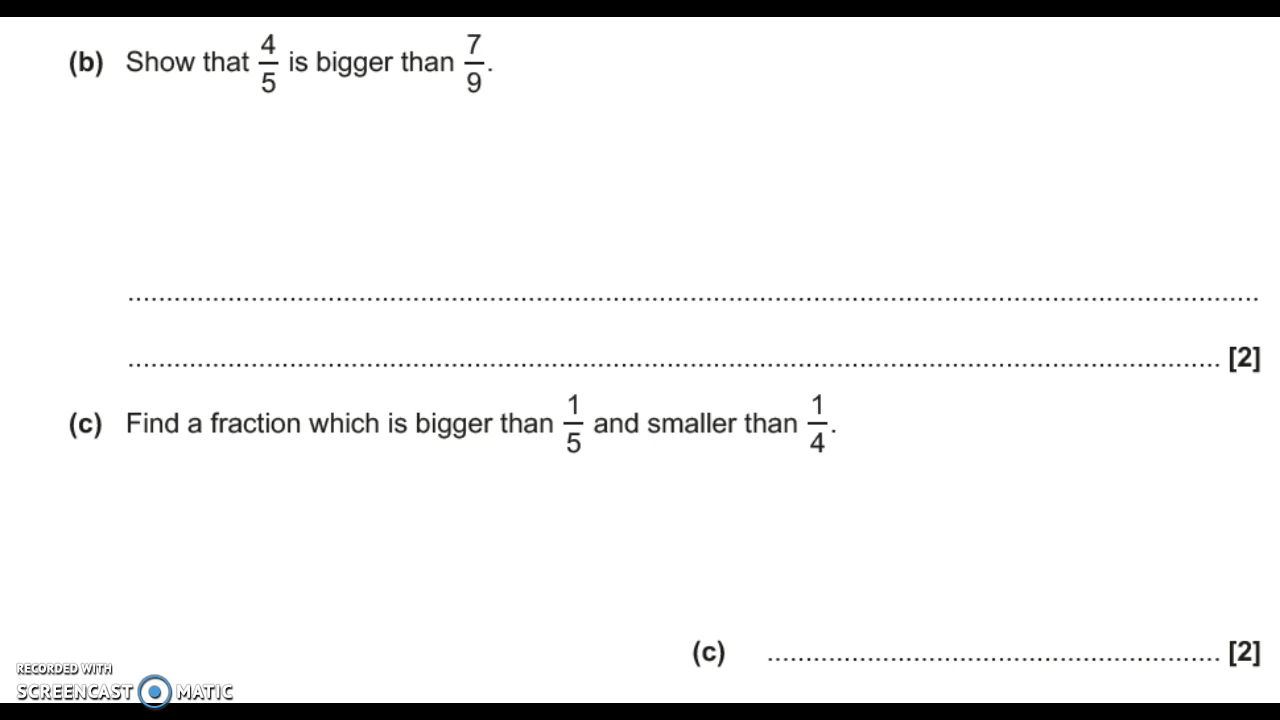 (b) Show that 4/5 is bigger than 7/9.
........................................................................................................................................................
................................................................................................................................................... [2]
(c) Find a fraction which is bigger than 1/5 and smaller than 1/4.
(c) ............................................................. [2]
RECORDED WITH
SCREENCAST MATIC